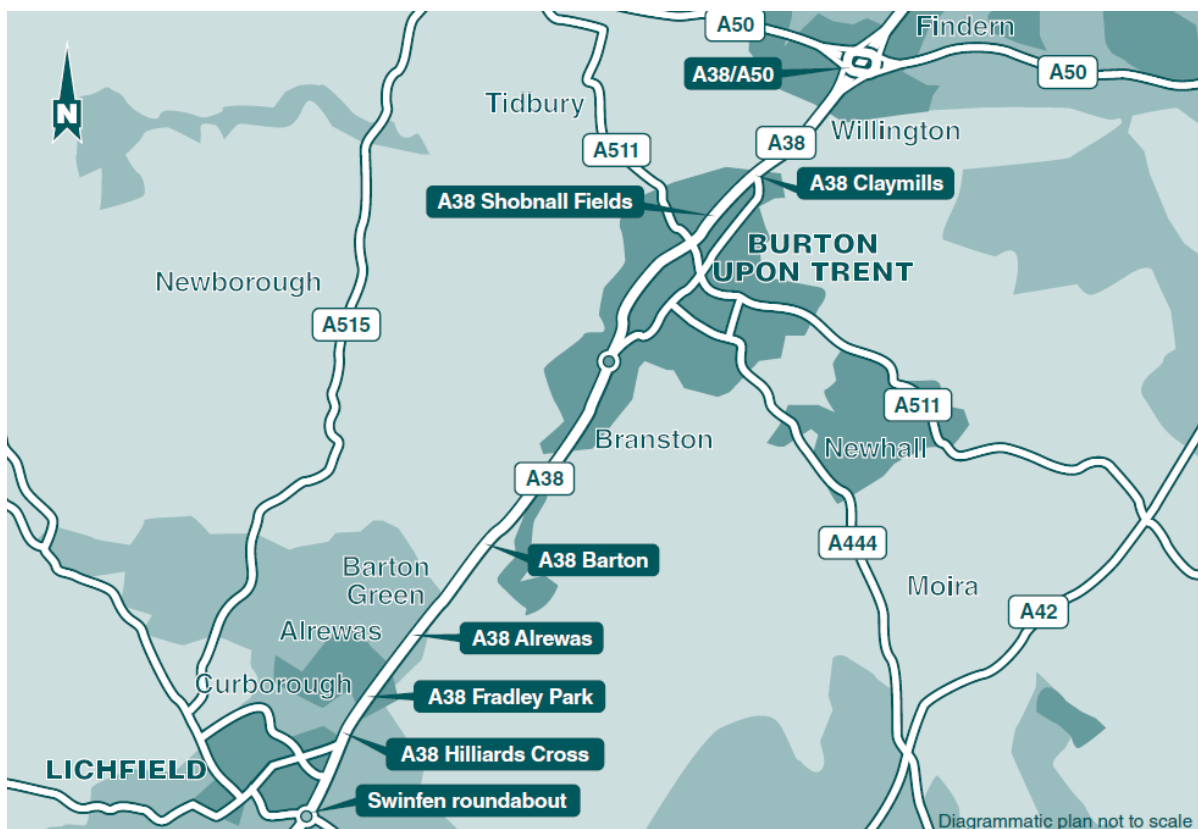 A50
Findern
A38/A50
A50
N
Tidbury
Willington
A38
A511
A38 Claymills
A38 Shobnall Fields
BURTON
UPON TRENT
Newborough
A515
A511
Branston
Newhall
A38
A444
A38 Barton
Barton
Green
Moira
A42
Alrewas
A38 Alrewas
Curborough
A38 Fradley Park
A38 Hilliards Cross
LICHFIELD
Swinfen roundabout
Diagrammatic plan not to scale